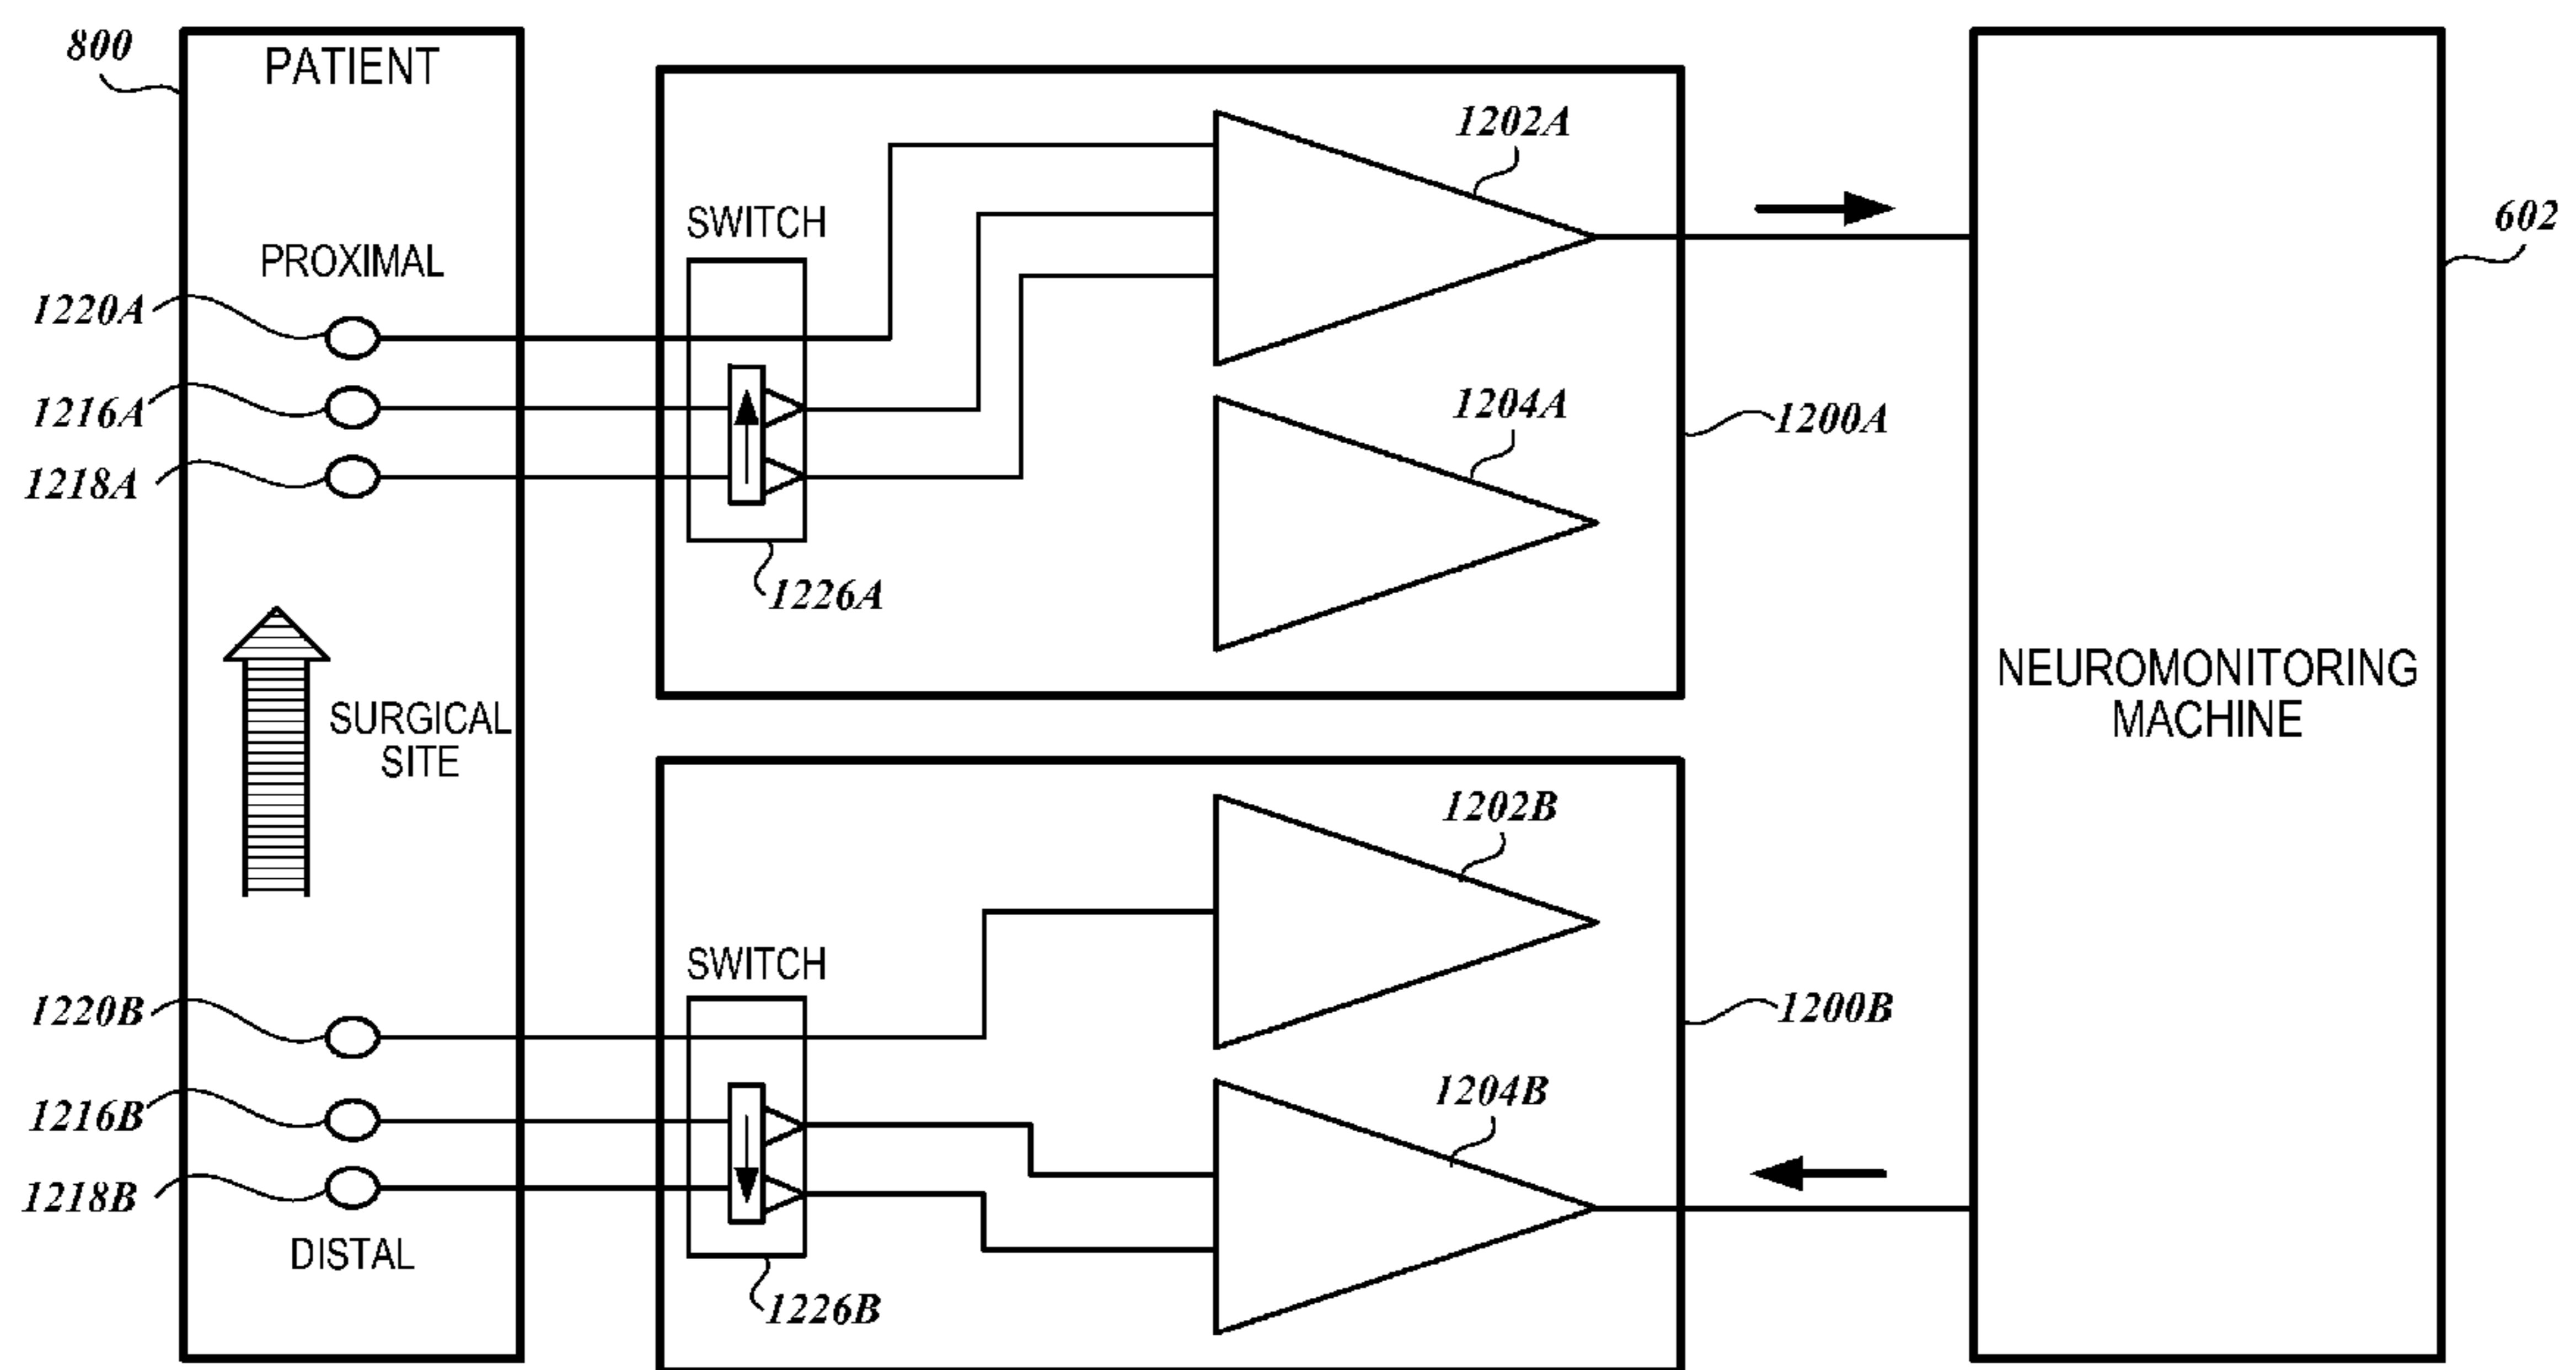 800
PATIENT
PROXIMAL
1220A
1216A
1218A
SURGICAL
SITE
1220B
1216B
1218B
DISTAL
SWITCH
1226A
1202A
1204A
1200A
SWITCH
1226B
1202B
1204B
1200B
602
NEUROMONITORING
MACHINE